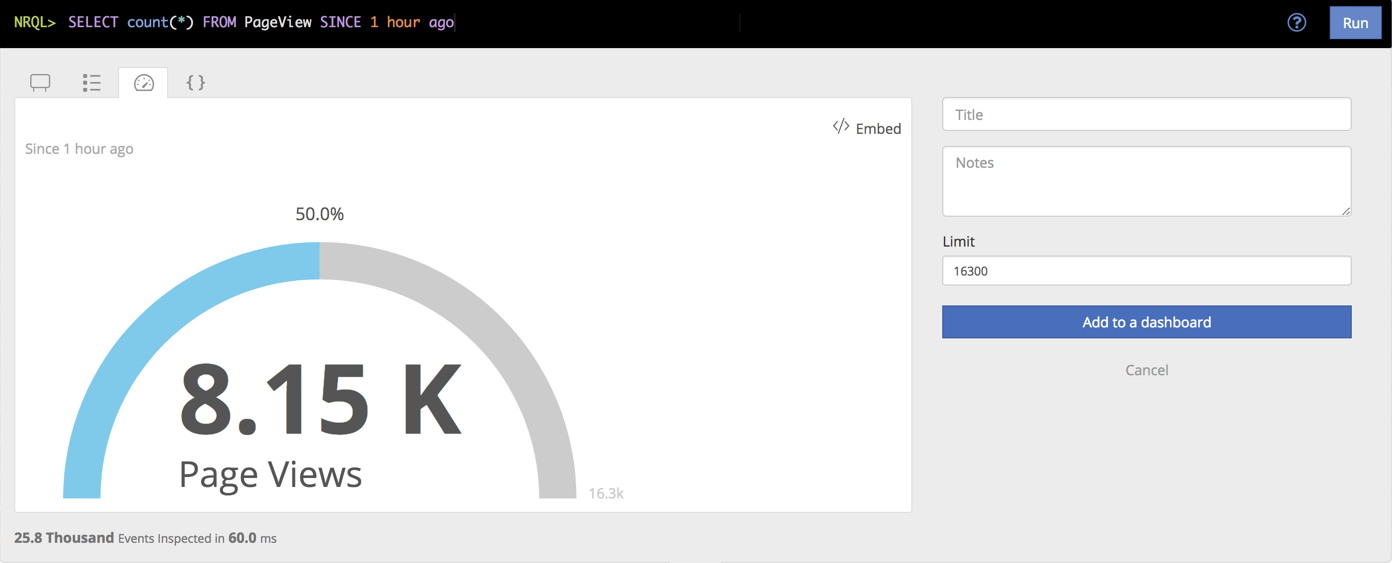 NRQL> SELECT count(*) FROM PageView SINCE 1 hour ago
?
Run
{ }
</> Embed
Since 1 hour ago
50.0%
8.15 K
Page Views
16.3k
25.8 Thousand Events Inspected in 60.0 ms
Title
Notes
Limit
16300
Add to a dashboard
Cancel